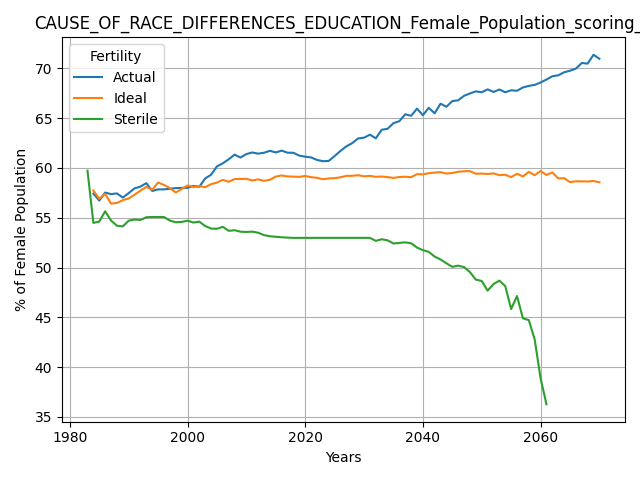 CAUSE_OF_RACE_DIFFERENCES_EDUCATION_Female_Population_scoring_
Fertility
Actual
Ideal
Sterile
% of Female Population
70
65
60
55
50
45
40
35
1980
2000
2020
2040
2060
Years